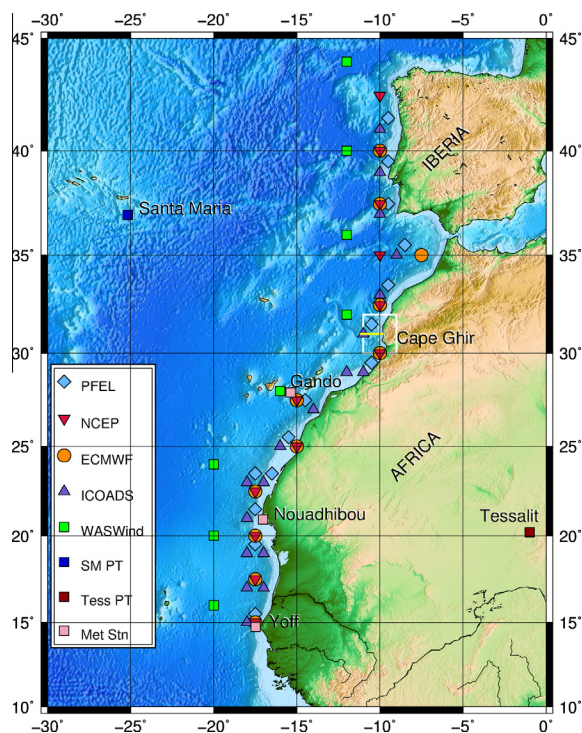 −30° −25° −20° −15° −10° −5° 0°
45° 45°
40° 40°
35° 35°
30° 30°
25° 25°
20° 20°
15° 15°
10° 10°
−30° −25° −20° −15° −10° −5° 0°
IBERIA
Santa Maria
Cape Ghir
Gando
AFRICA
Nouadhibou
Tessalit
Yoff
PFEL
NCEP
ECMWF
ICOADS
WASWind
SM PT
Tess PT
Met Stn